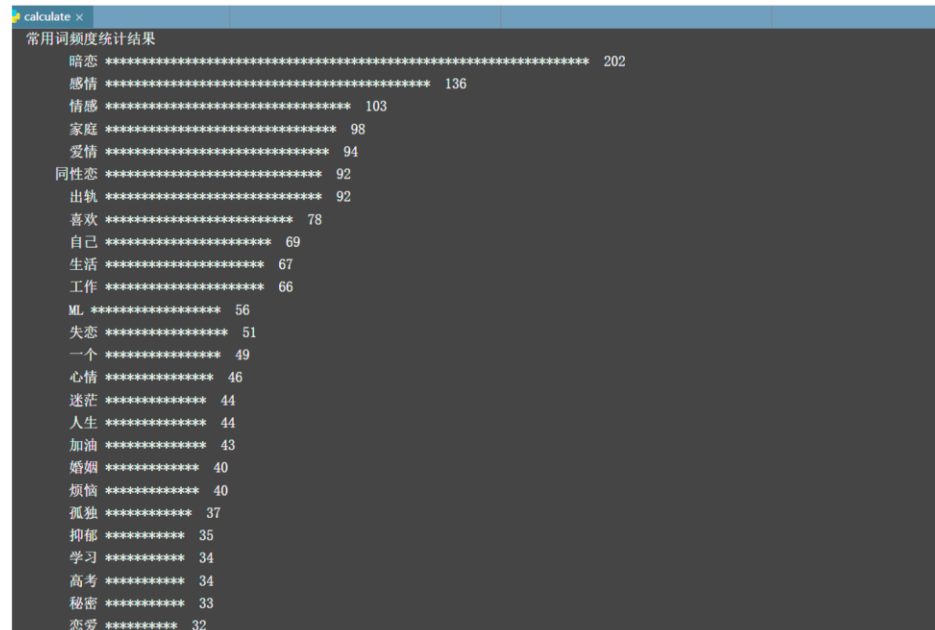 calculate ×
常用词频度统计结果
暗恋 ******************************************************************* 202
感情 ********************************************* 136
情感 ********************************** 103
家庭 ******************************** 98
爱情 ******************************* 94
同性恋 ****************************** 92
出轨 ****************************** 92
喜欢 ************************** 78
自己 *********************** 69
生活 ********************** 67
工作 ********************** 66
ML ****************** 56
失恋 ***************** 51
一个 **************** 49
心情 *************** 46
迷茫 ************** 44
人生 ************** 44
加油 ************** 43
婚姻 ************* 40
烦恼 ************* 40
孤独 ************ 37
抑郁 *********** 35
学习 *********** 34
高考 *********** 34
秘密 *********** 33
恋爱 ********** 32